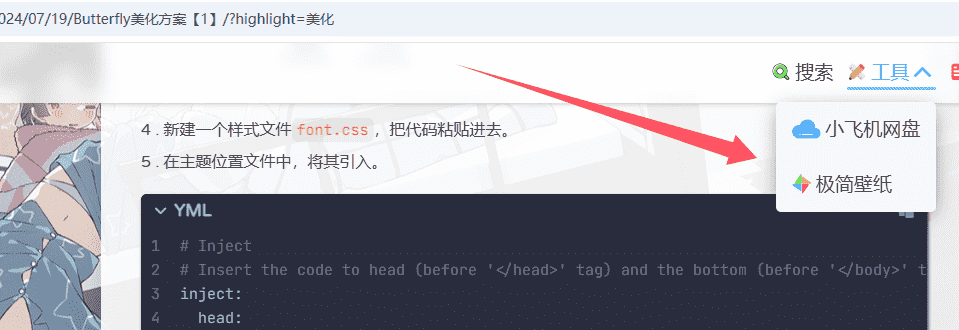 024/07/19/Butterfly美化方案【1】/?highlight=美化
搜索 工具
小飞机网盘
极简壁纸
4 . 新建一个样式文件 font.css ，把代码粘贴进去。
5 . 在主题位置文件中，将其引入。
YML
1 # Inject
2 # Insert the code to head (before '</head>' tag) and the bottom (before '</body>' t
3 inject:
4 head: